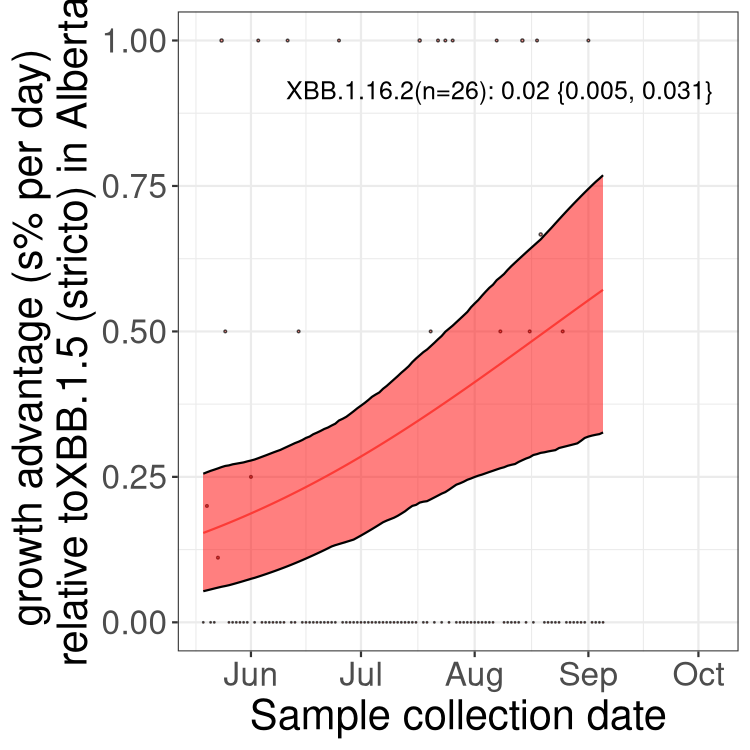 growth advantage (s% per day)
relative toXBB.1.5 (stricto) in Alberta
1.00
0.75
0.50
0.25
0.00
XBB.1.16.2(n=26): 0.02 {0.005, 0.031}
Jun Jul Aug Sep Oct
Sample collection date